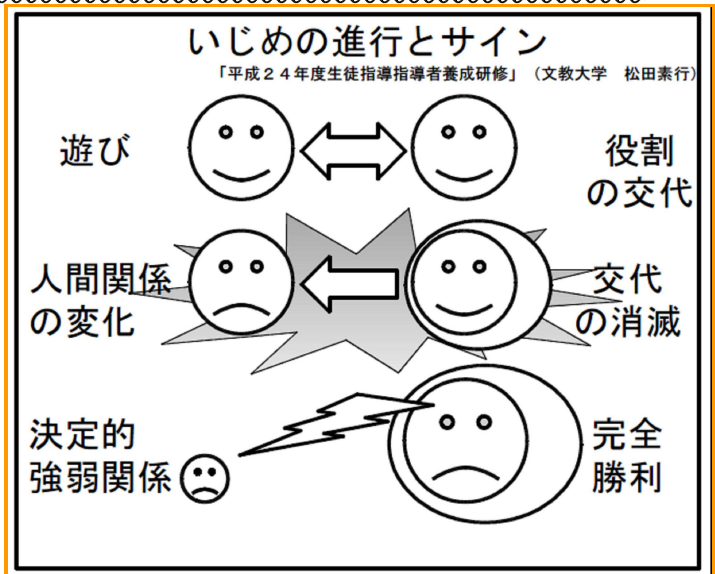 いじめの進行とサイン
「平成２４年度生徒指導指導者養成研修」（文教大学　松田素行）
遊び
役割
の交代
人間関係
の変化
交代
の消滅
決定的
強弱関係
完全
勝利